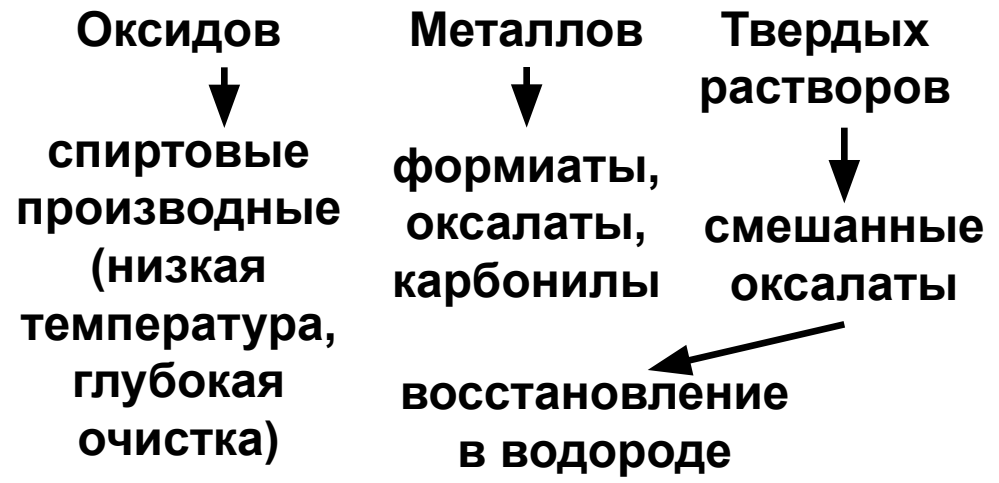 Оксидов
спиртовые
производные
(низкая
температура,
глубокая
очистка)
Металлов
формиаты,
оксалаты,
карбонилы
Твердых
растворов
смешанные
оксалаты
восстановление
в водороде